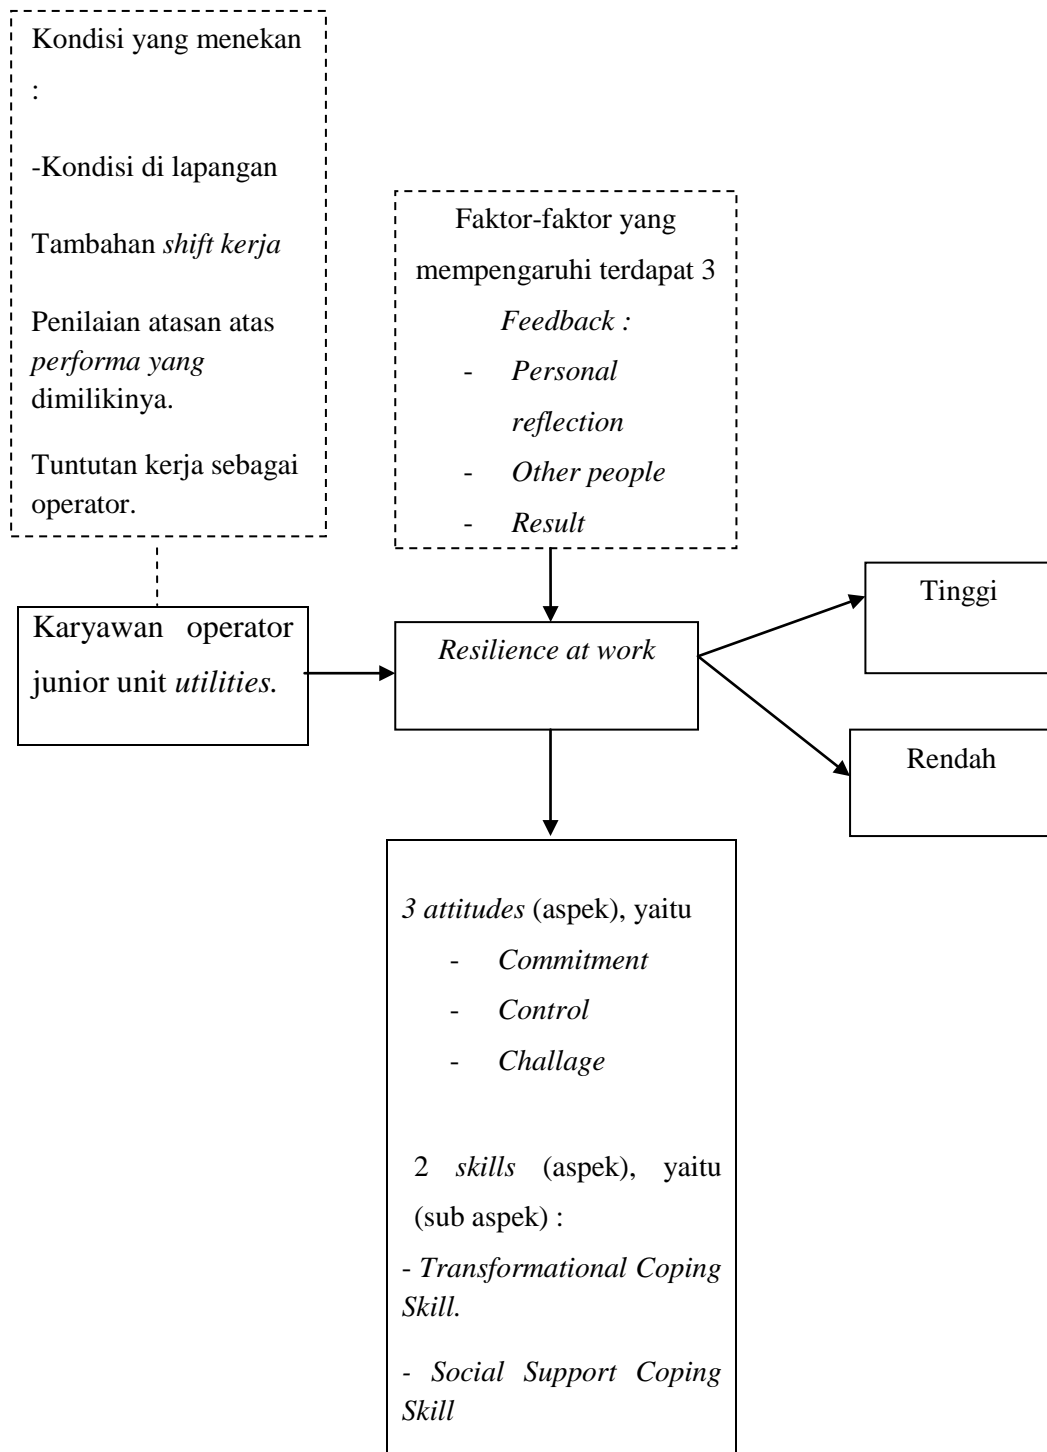 Kondisi yang menekan
:
-Kondisi di lapangan
Tambahan shift kerja
Penilaian atasan atas
performa yang
dimilikinya.
Tuntutan kerja sebagai
operator.
Faktor-faktor yang
mempengaruhi terdapat 3
Feedback :
- Personal
reflection
- Other people
- Result
Karyawan operator
junior unit utilities.
Resilience at work
Tinggi
Rendah
3 attitudes (aspek), yaitu
- Commitment
- Control
- Challage
2 skills (aspek), yaitu
(sub aspek) :
- Transformational Coping
Skill.
- Social Support Coping
Skill